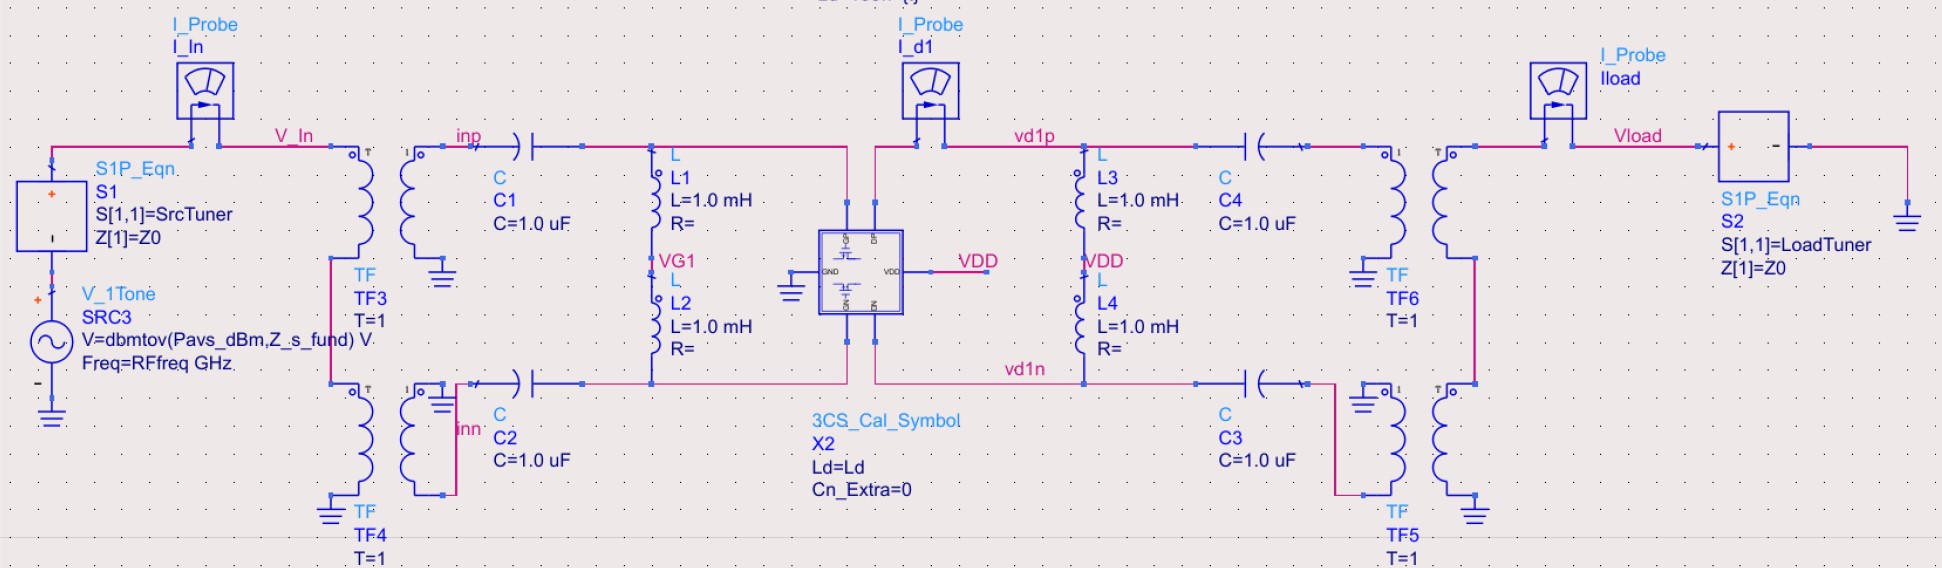 I_Probe
I_In
I_Probe
I_d1
I_Probe
Iload
V_In
inp
vd1p
Vload
S1P_Eqn
S1
S[1,1]=SrcTuner
Z[1]=Z0
C
C1
C=1.0 uF
L
L1
L=1.0 mH
R=
VG1
L
L2
L=1.0 mH
R=
GP
DP
GND
VDD
GN
DN
VDD
L
L3
L=1.0 mH
R=
VDD
L
L4
L=1.0 mH
R=
C
C4
C=1.0 uF
S1P_Eqn
S2
S[1,1]=LoadTuner
Z[1]=Z0
TF
TF3
T=1
TF
TF6
T=1
V_1Tone
SRC3
V=dbmtov(Pavs_dBm,Z_s_fund) V
Freq=RFfreq GHz
vd1n
inn
C
C2
C=1.0 uF
3CS_Cal_Symbol
X2
Ld=Ld
Cn_Extra=0
C
C3
C=1.0 uF
TF
TF4
T=1
TF
TF5
T=1